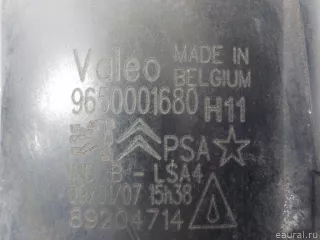 Valeo MADE IN BELGIUM
9650001680 H11
PSA
B - LSA4
15h38
89204714
eaural.ru